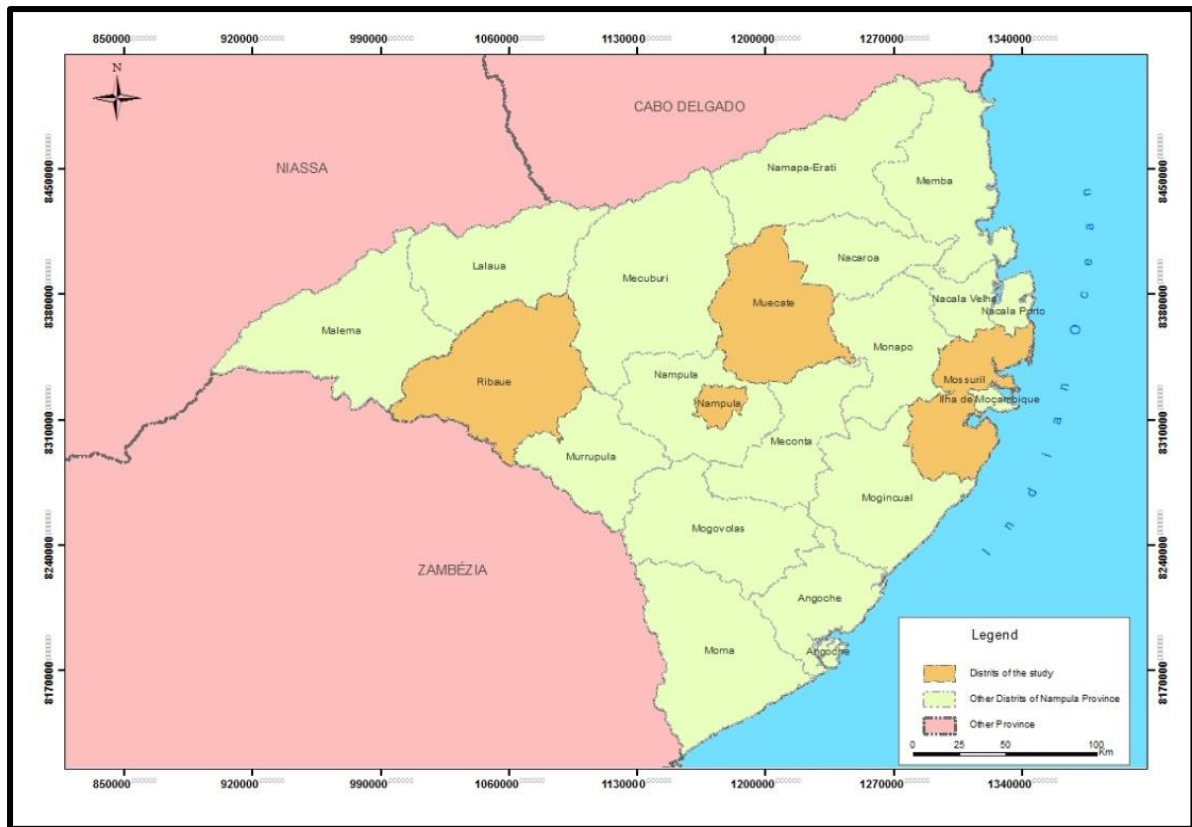 850000 920000 990000 1060000 1130000 1200000 1270000 1340000
N
CABO DELGADO
NIASSA
8450000 8450000
Namapa-Erati
Memba
Lalaua
Mecuburi
Nacaroa
8380000 8380000
Muecate
Nacala Velha
Nacala Porto
Malema
Monapo
Ribaue
Nampula
Mossuril
Nampula
Ilha de Moçambique
8310000 8310000
Meconta
Murrupula
Mogincual
Mogovolas
Indian Ocean
8240000 8240000
ZAMBÉZIA
Angoche
Moma
Angoche
8170000 8170000
Legend
Distrits of the study
Other Distrits of Nampula Province
Other Province
0 25 50 100
Km
850000 920000 990000 1060000 1130000 1200000 1270000 1340000